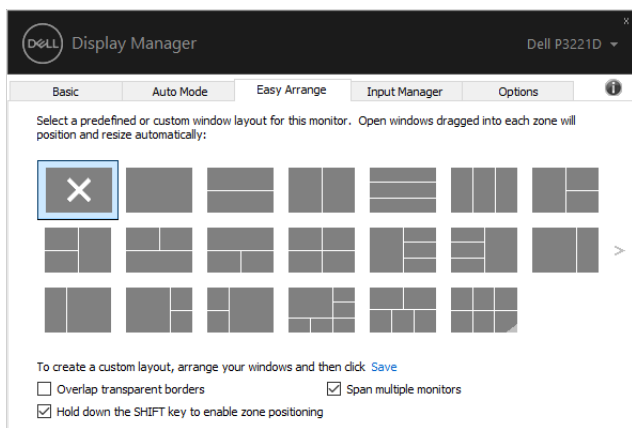 x
DELL Display Manager Dell P3221D
Basic Auto Mode Easy Arrange Input Manager Options
Select a predefined or custom window layout for this monitor. Open windows dragged into each zone will
position and resize automatically:
To create a custom layout, arrange your windows and then click Save
Overlap transparent borders Span multiple monitors
Hold down the SHIFT key to enable zone positioning